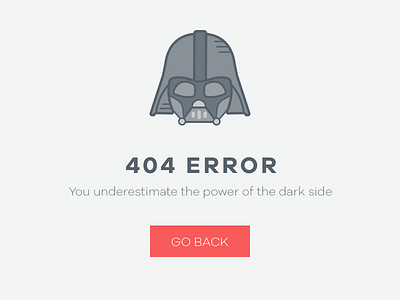 404 ERROR
You underestimate the power of the dark side
GO BACK